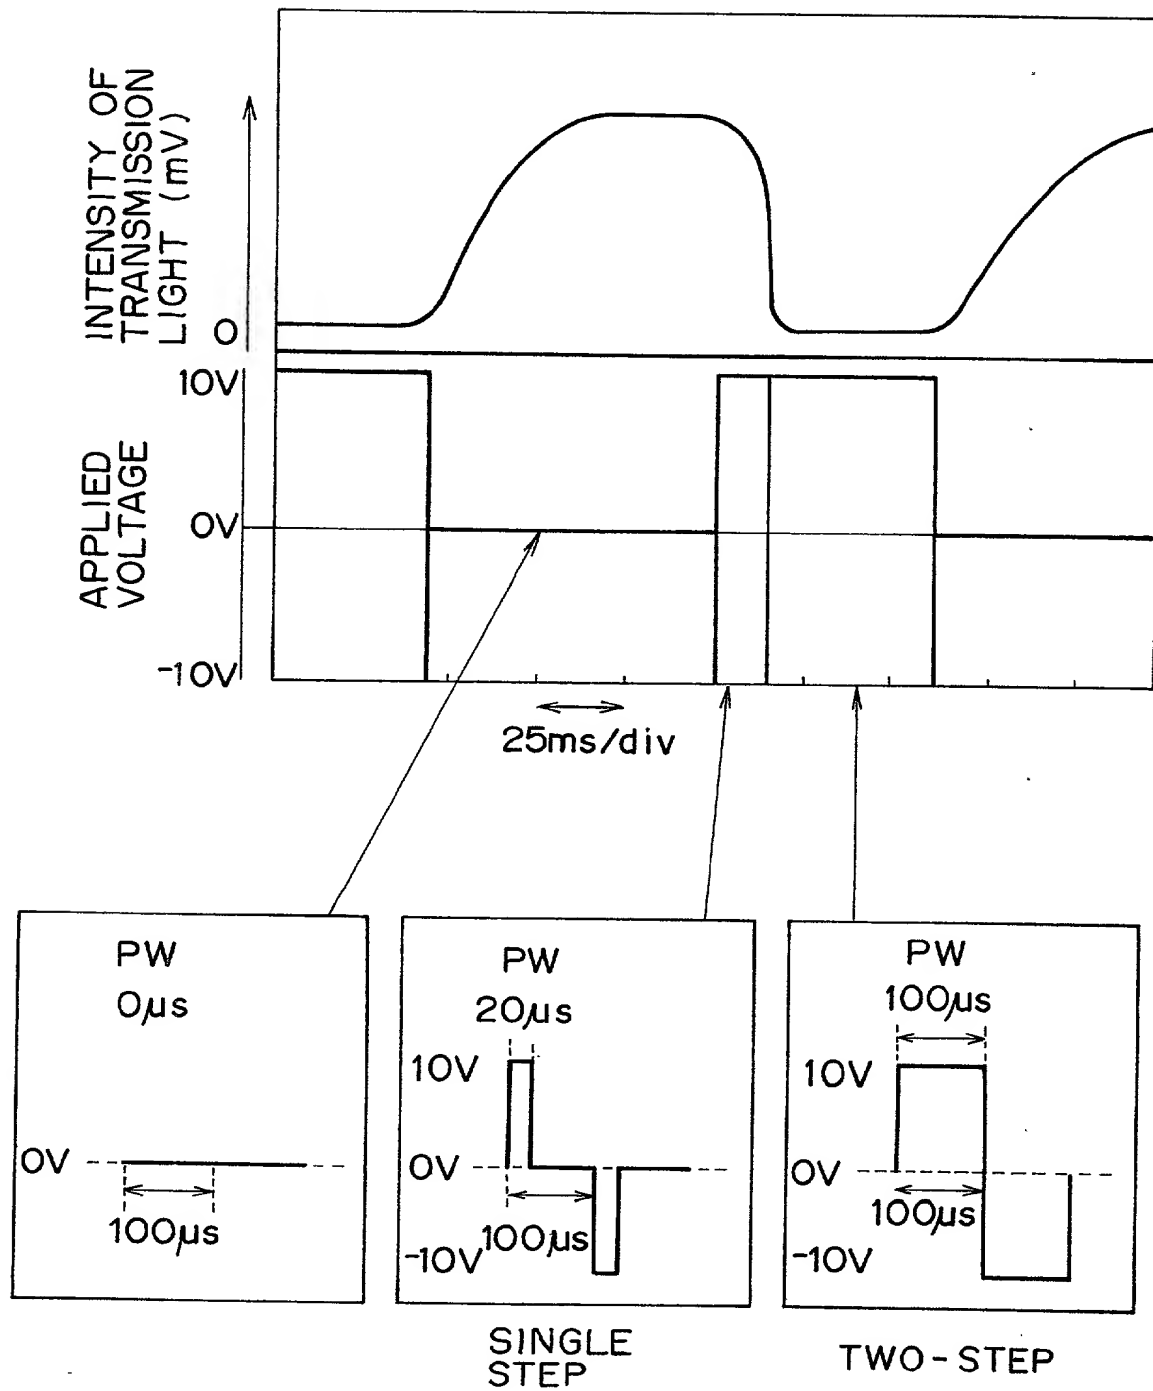 INTENSITY OF
TRANSMISSION
LIGHT (mV)
0
10V
APPLIED
VOLTAGE
0V
-10V
25ms/div
PW
0μs
0V
100μs
PW
20μs
10V
0V
100μs
-10V
SINGLE
STEP
PW
100μs
10V
0V
100μs
-10V
TWO-STEP